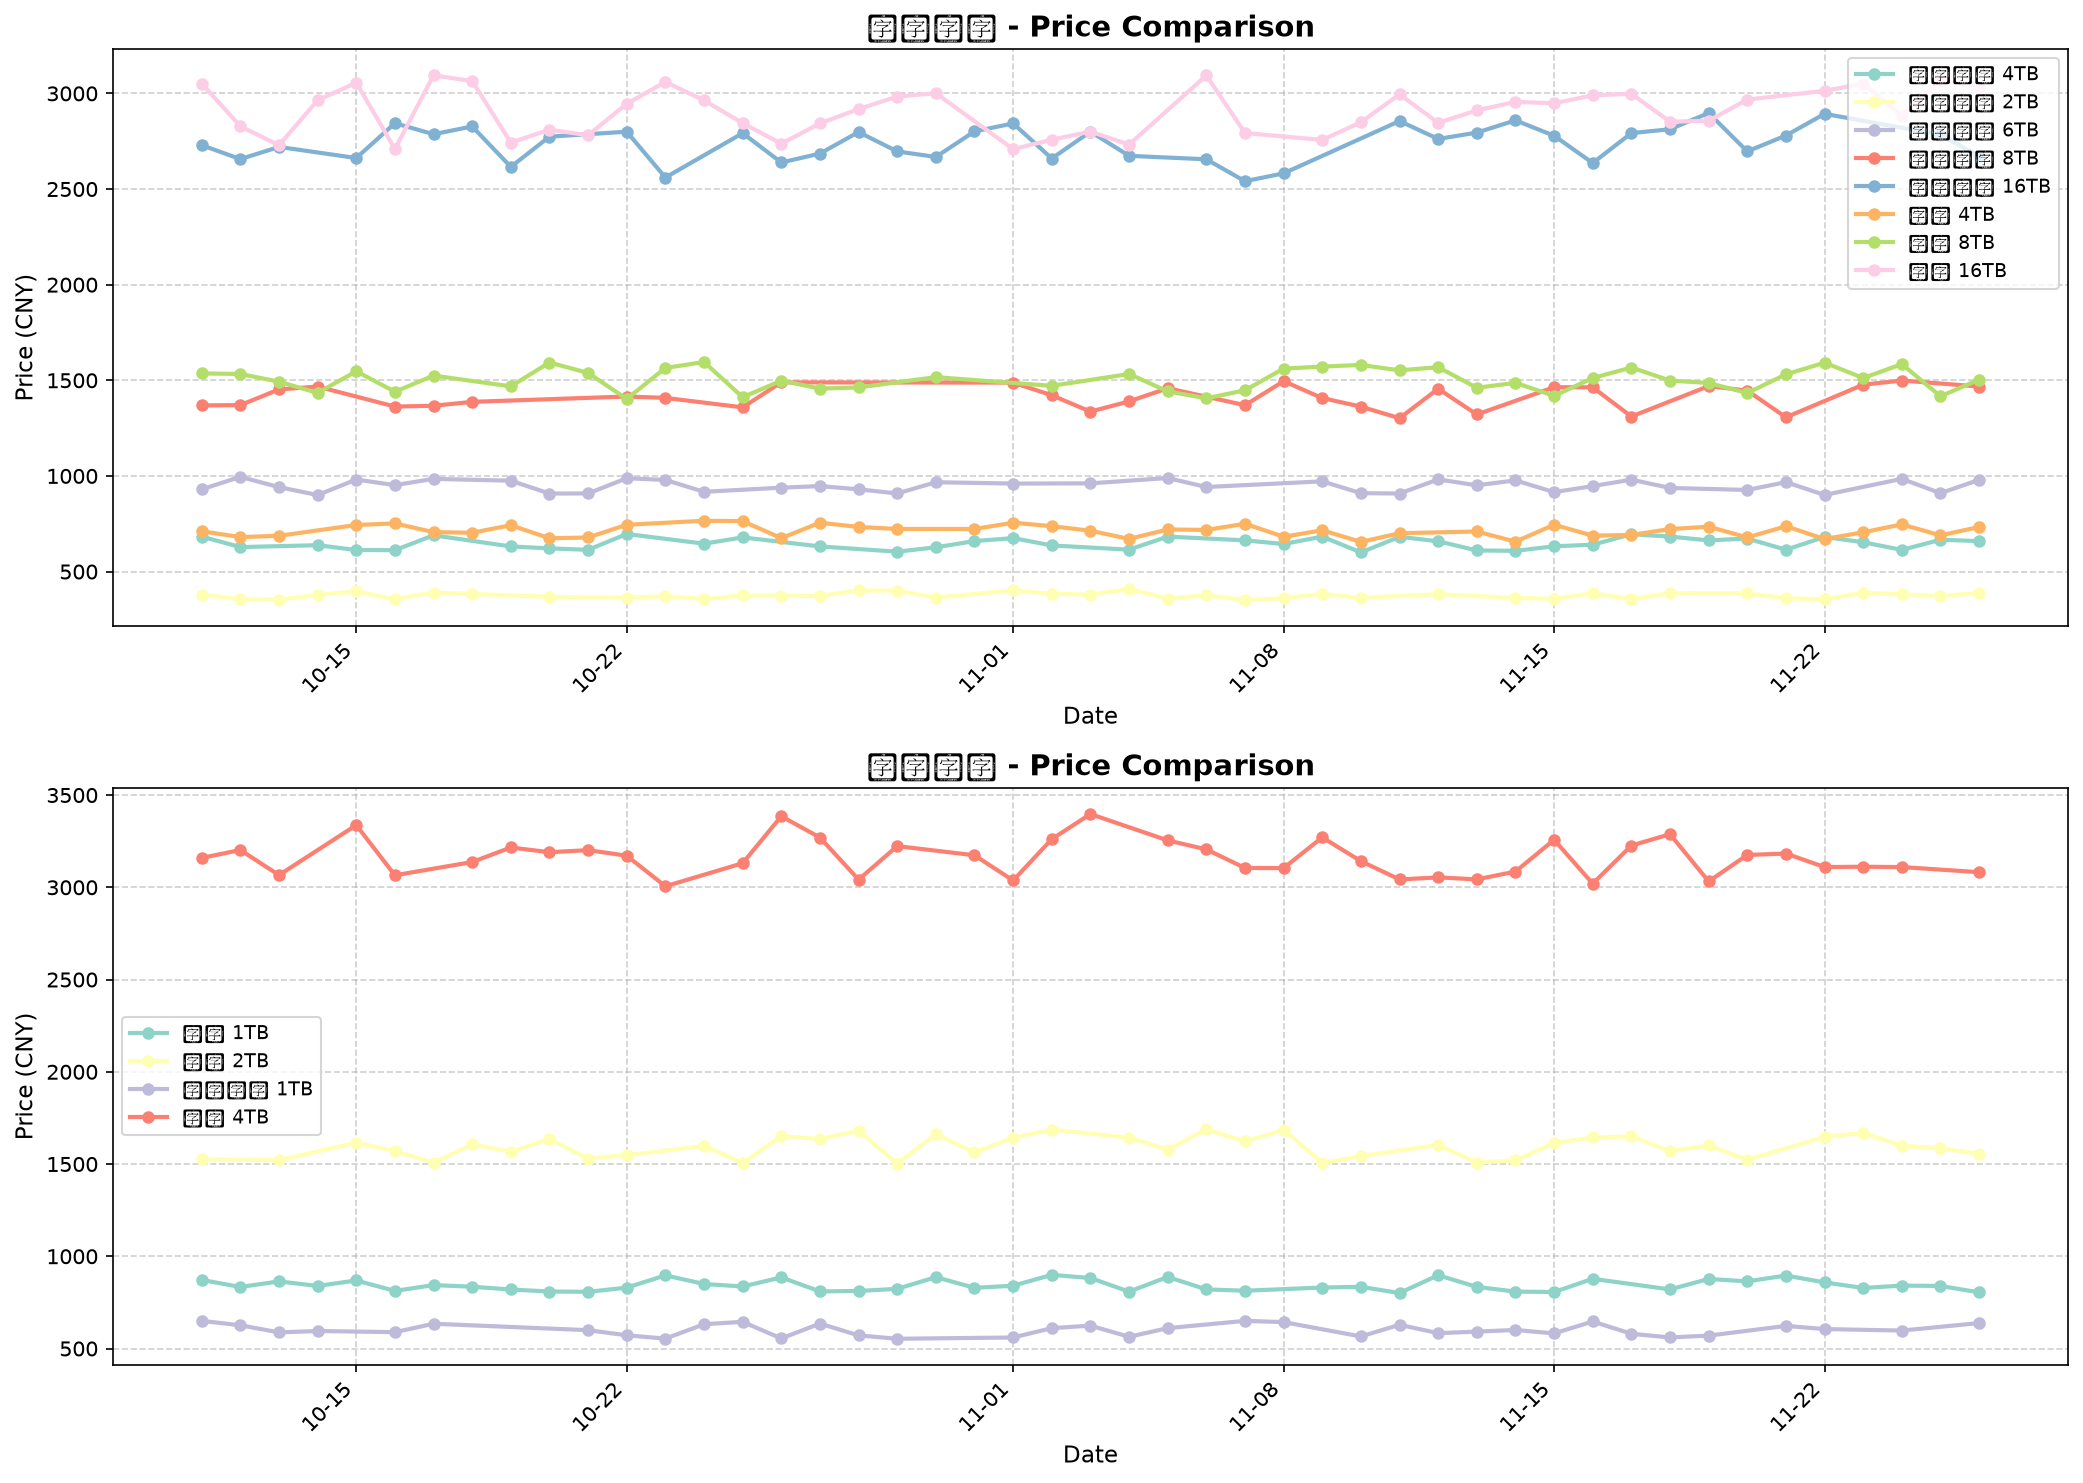 - Price Comparison
3000
2500
2000
1500
1000
500
Price (CNY)
4TB
2TB
6TB
8TB
16TB
4TB
8TB
16TB
10-15
10-22
11-01
11-08
11-15
11-22
Date
- Price Comparison
3500
3000
2500
2000
1500
1000
500
Price (CNY)
1TB
2TB
1TB
4TB
10-15
10-22
11-01
11-08
11-15
11-22
Date